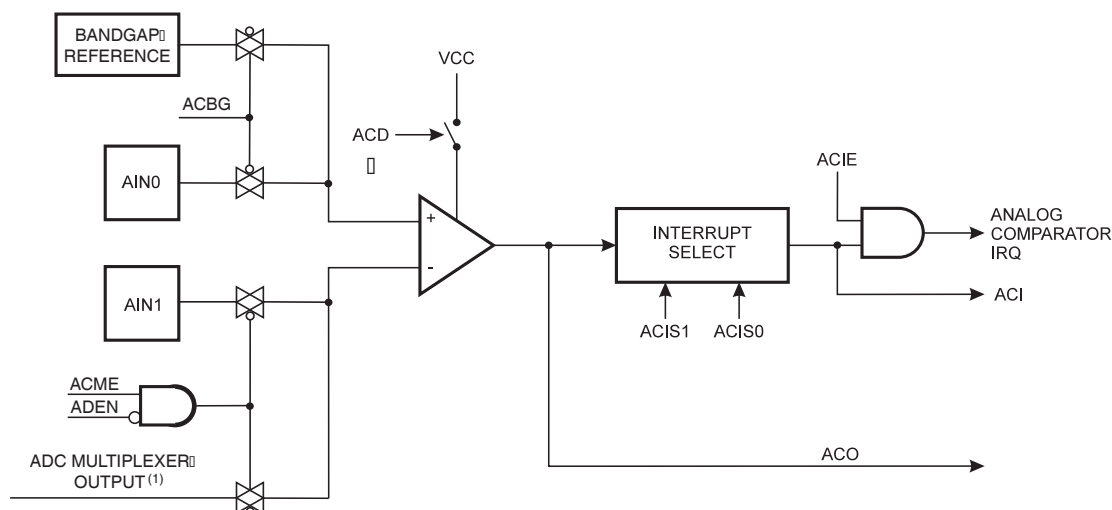 BANDGAP
REFERENCE
VCC
ACBG
ACD
AIN0
ACIE
+
INTERRUPT
SELECT
ANALOG
COMPARATOR
IRQ
-
AIN1
ACI
ACIS1 ACIS0
ACME
ADEN
ADC MULTIPLEXER
OUTPUT (1)
ACO